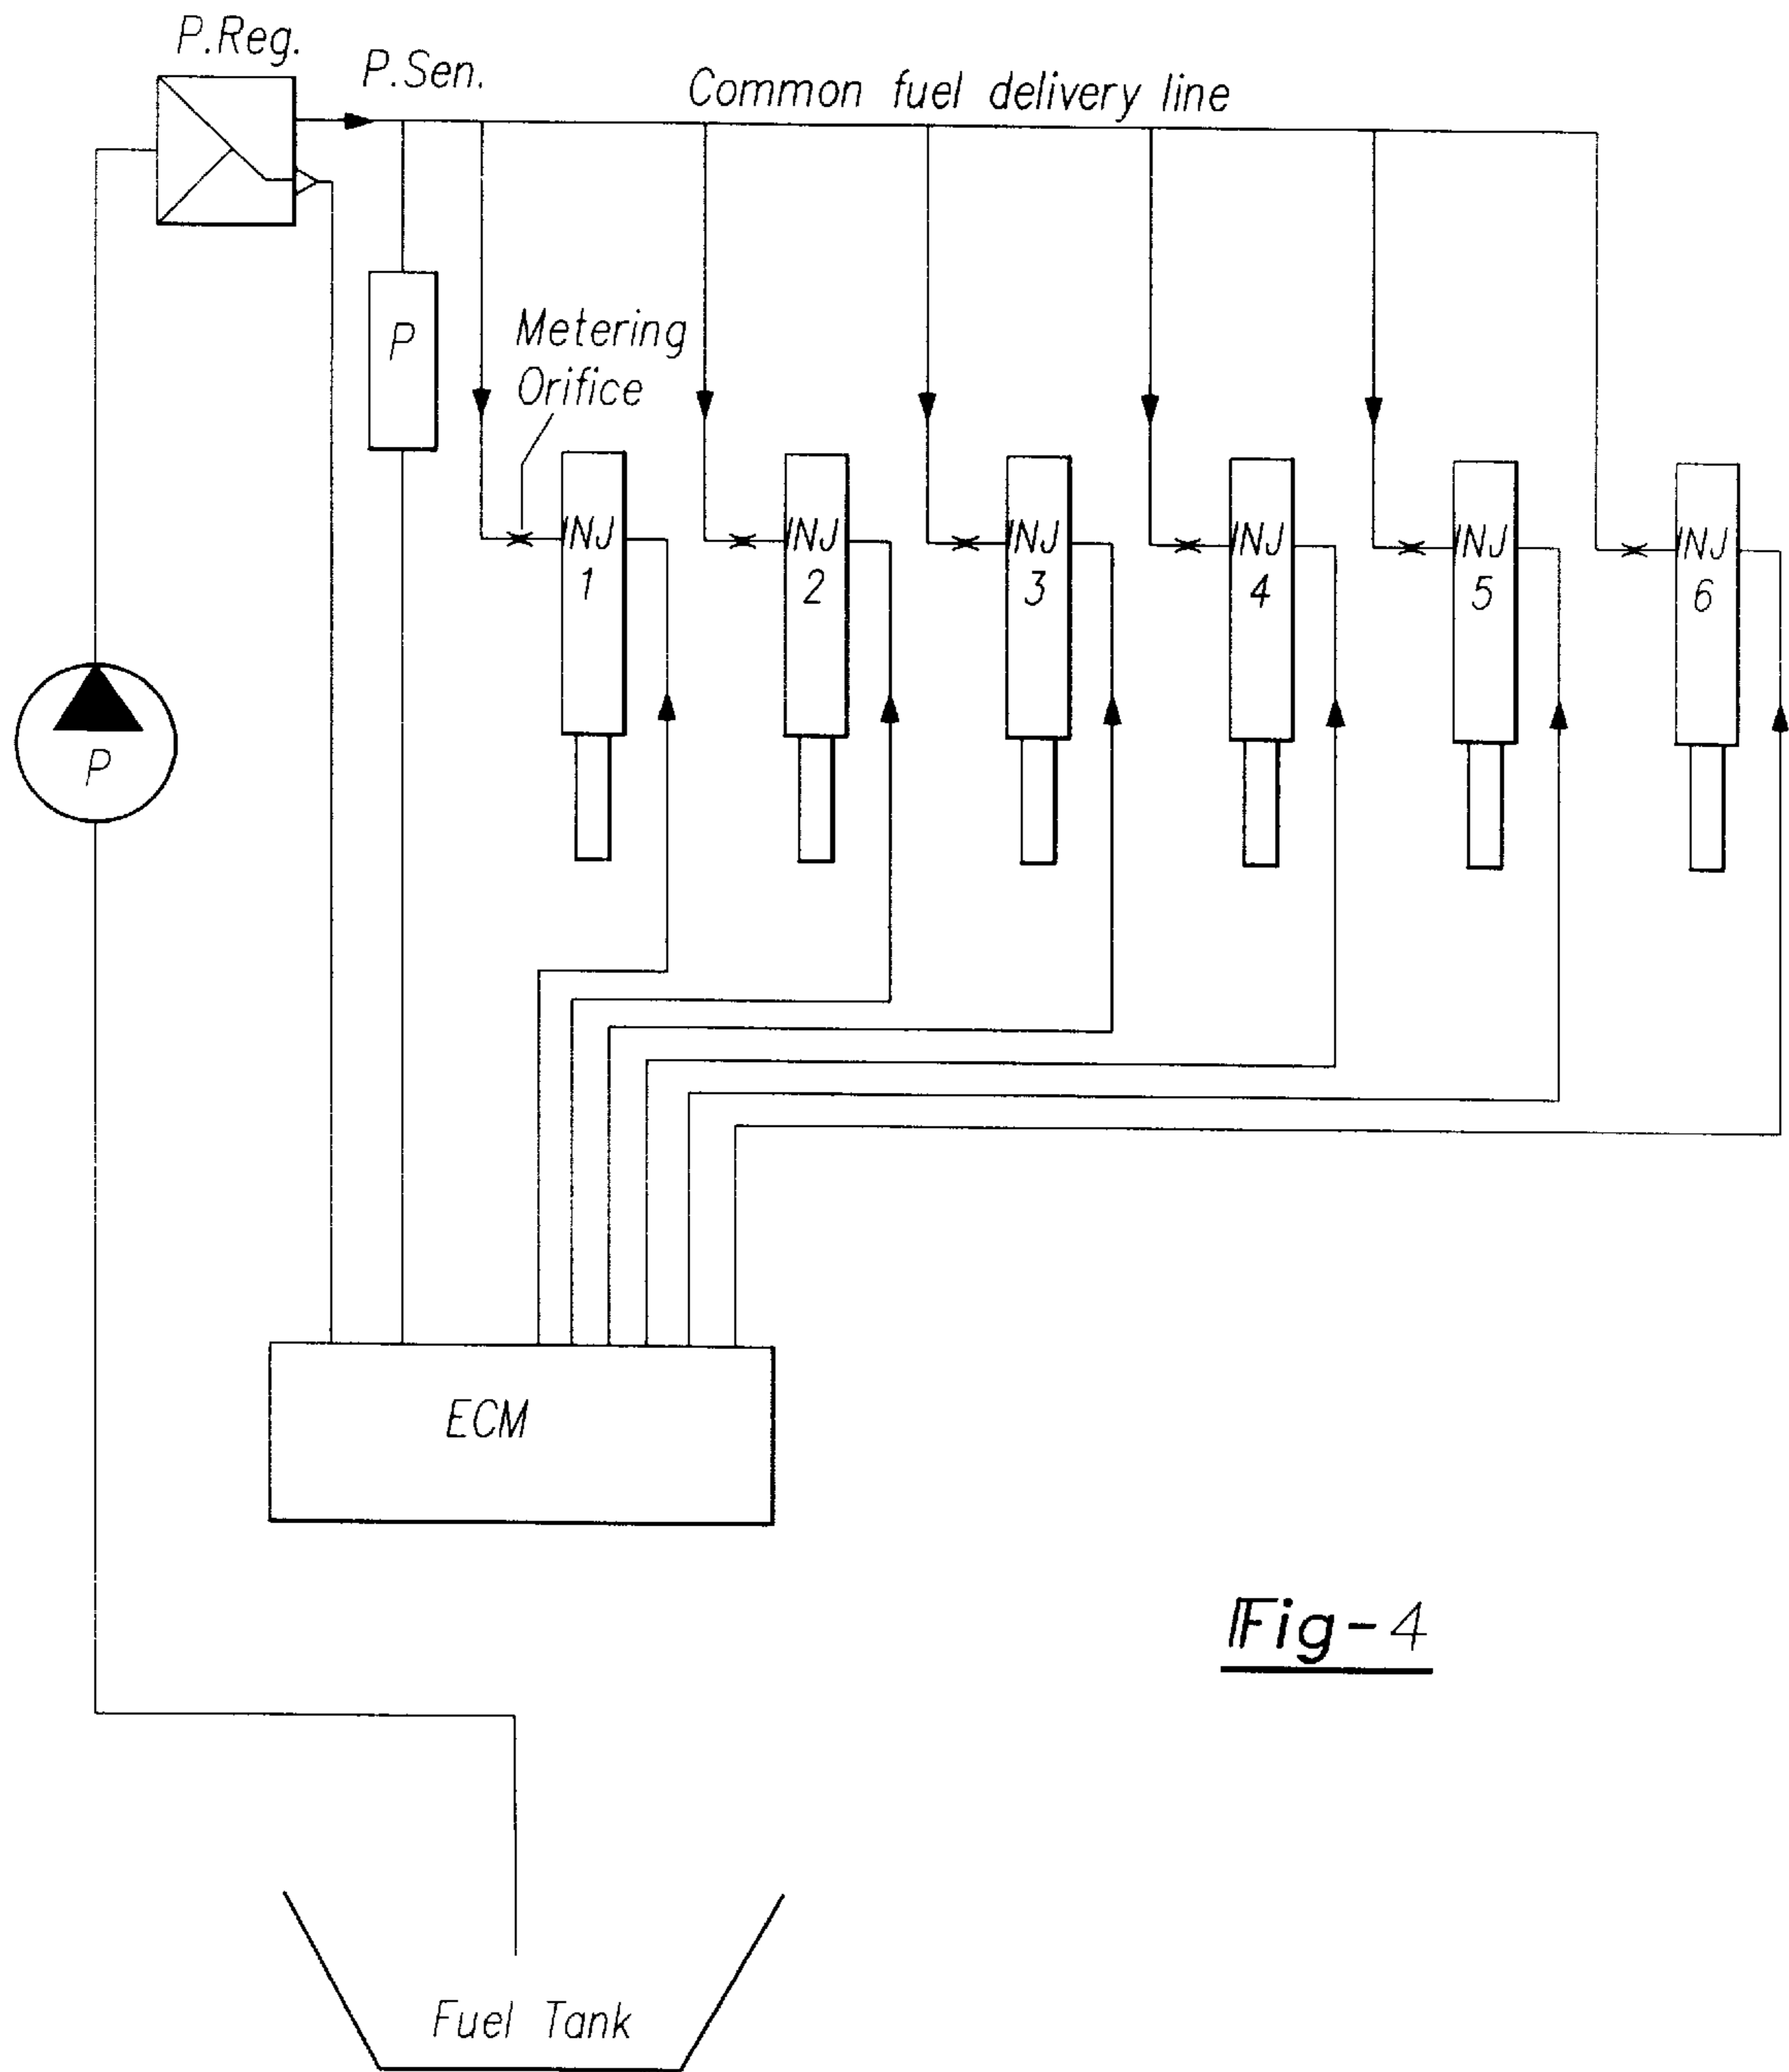 P.Reg.
P.Sen.
Common fuel delivery line
P
Metering
Orifice
INJ
1
INJ
2
INJ
3
INJ
4
INJ
5
INJ
6
P
ECM
Fig-4
Fuel Tank